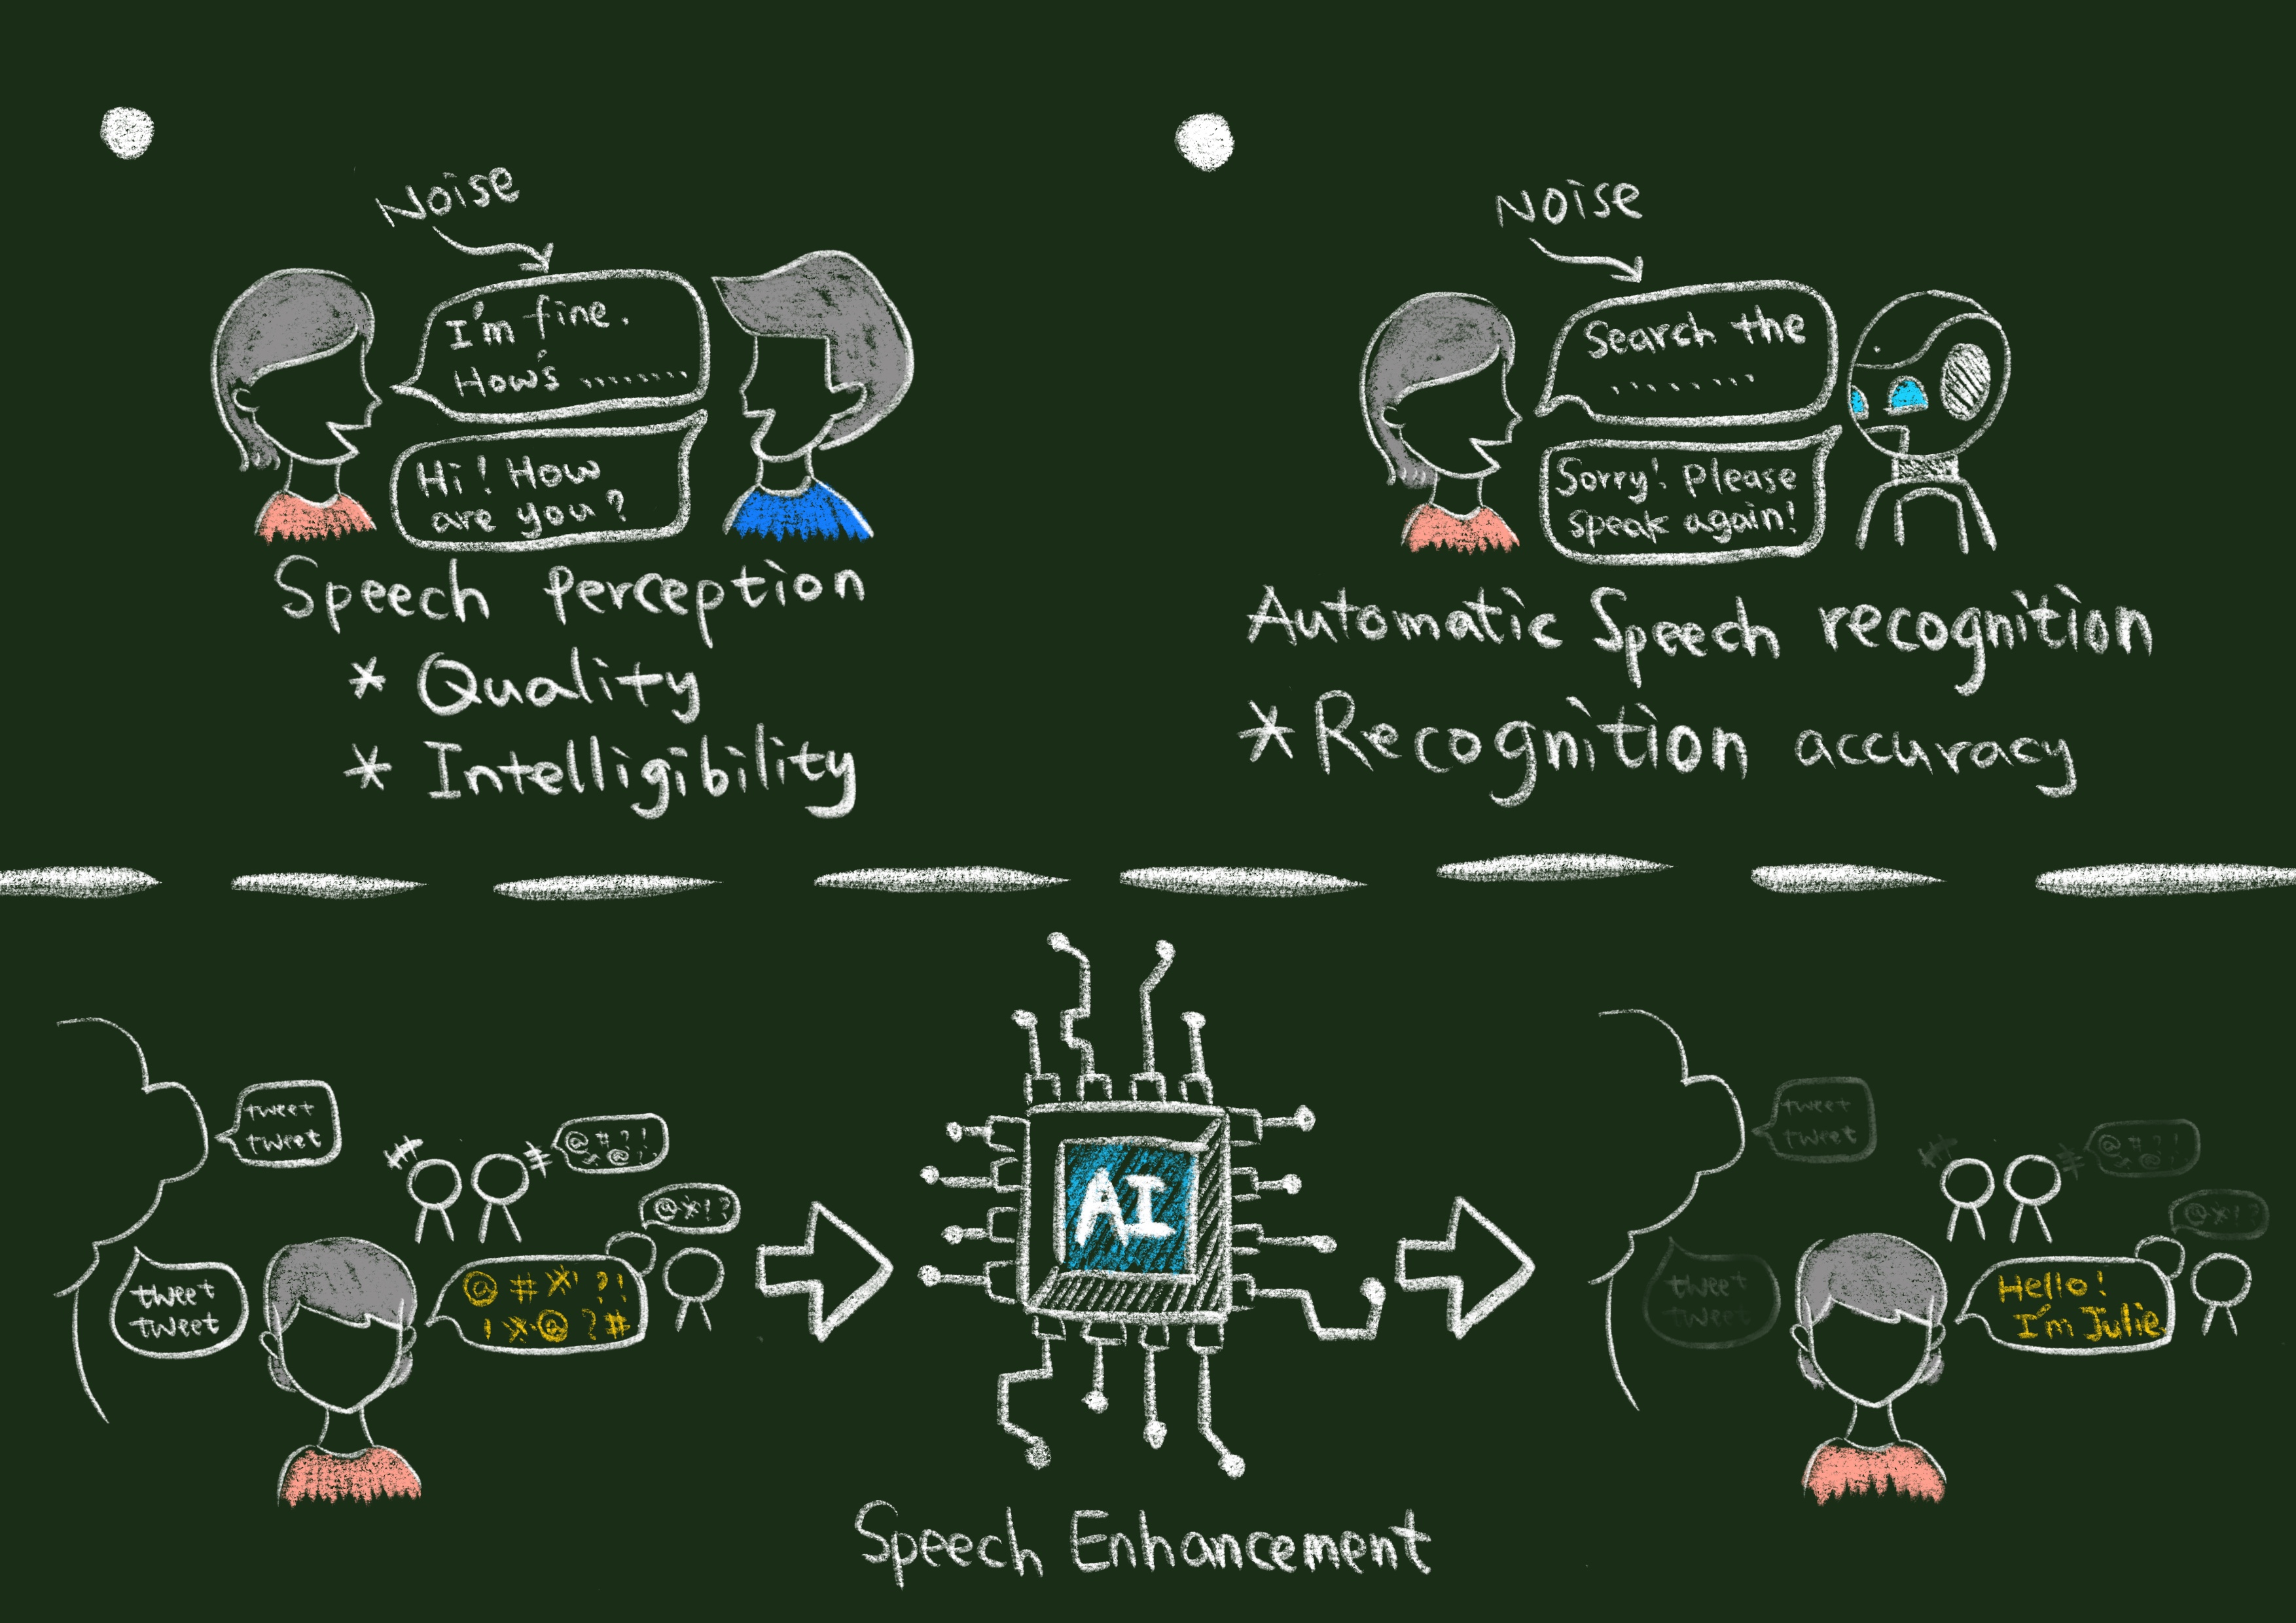 Noise
I'm fine.
How's ........
Hi! How
are you?
Speech Perception
* Quality
* Intelligibility
Noise
Search the
........
Sorry! Please
speak again!
Automatic Speech recognition
* Recognition accuracy
tweet
tweet
@#?!
@?
@*!?
tweet
tweet
@#*!?!
!*@?#
AI
Speech Enhancement
tweet
tweet
@#?!
@?
@*!?
tweet
tweet
Hello!
I'm Julie